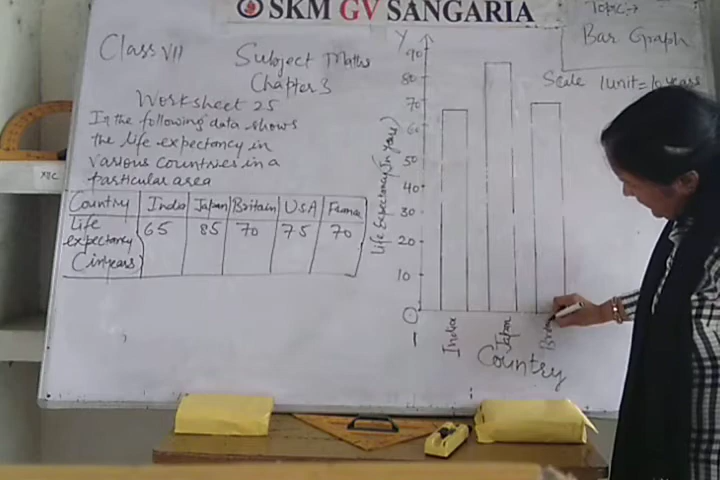 SKM GV SANGARIA
Class VII
Subject Maths
Chapter 3
Worksheet 25
In the following data shows
the life expectancy in
various countries in a
particular area
Country India Japan Britain USA France
Life expectancy (in years) 65 85 70 75 70
Topic :-
Bar Graph
Scale 1 unit = 10 years
Y
90
80
70
60
50
40
30
20
10
0
Life Expectancy (In years)
India
Japan
Country